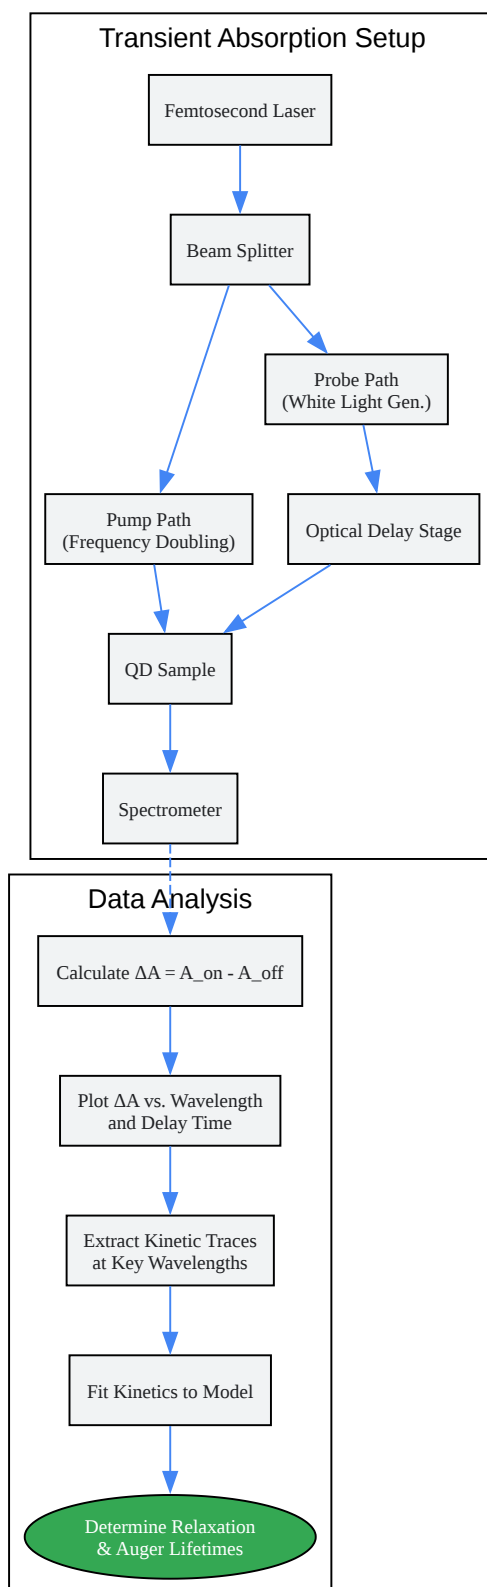 Transient Absorption Setup
Femtosecond Laser
Beam Splitter
Probe Path
(White Light Gen.)
Pump Path
(Frequency Doubling)
Optical Delay Stage
QD Sample
Spectrometer
Data Analysis
Calculate ΔA = A_on - A_off
Plot ΔA vs. Wavelength
and Delay Time
Extract Kinetic Traces
at Key Wavelengths
Fit Kinetics to Model
Determine Relaxation
& Auger Lifetimes